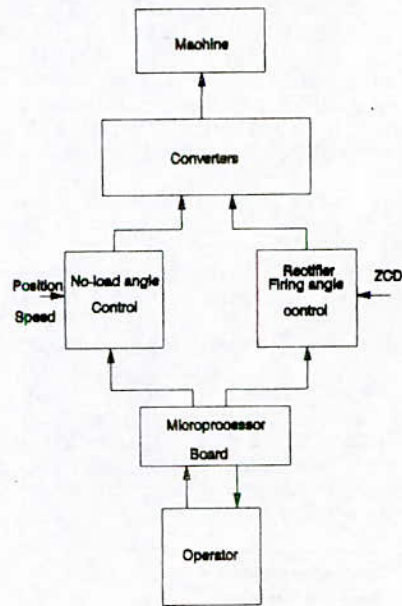 Machine
Converters
No-load angle
Control
Rectifier
Firing angle
control
Position
Speed
ZCD
Microprocessor
Board
Operator